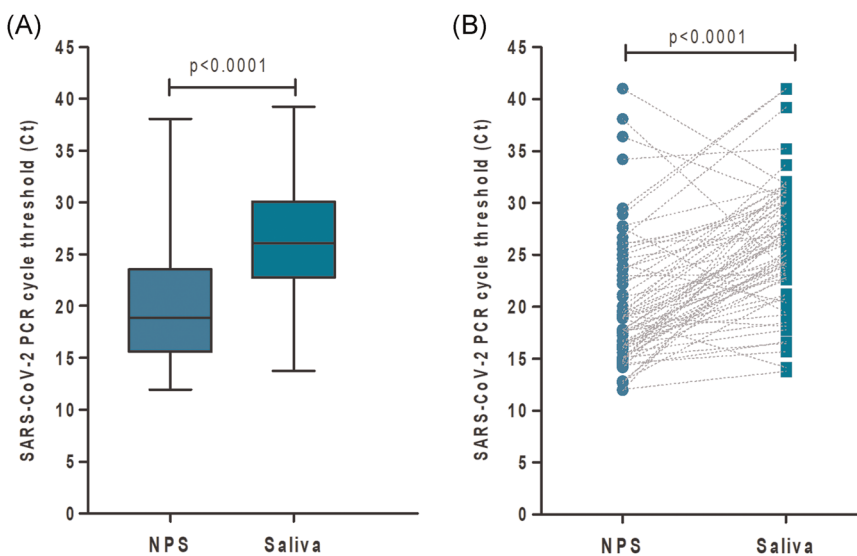 (A)
p<0.0001
SARS-CoV-2 PCR cycle threshold (Ct)
45
40
35
30
25
20
15
10
5
0
NPS Saliva
(B)
p<0.0001
SARS-CoV-2 PCR cycle threshold (Ct)
45
40
35
30
25
20
15
10
5
0
NPS Saliva